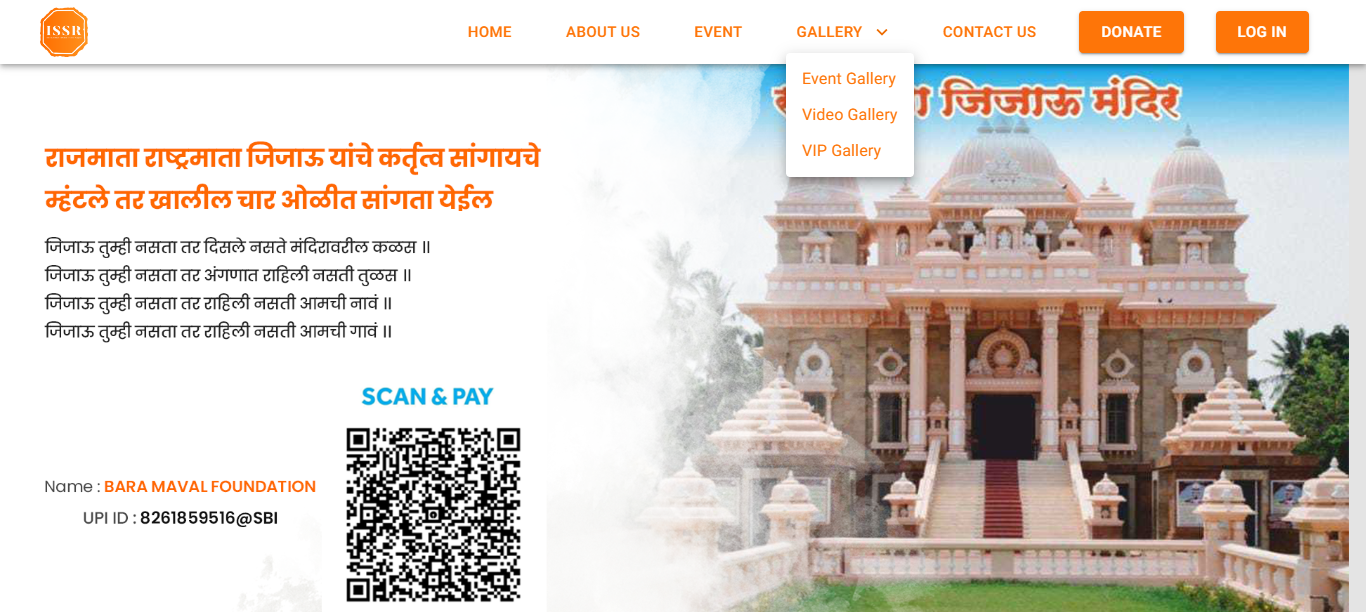 ISSR
HOME
ABOUT US
EVENT
GALLERY
CONTACT US
DONATE
LOG IN
Event Gallery
Video Gallery
VIP Gallery
जिजाऊ मंदिर
राजमाता राष्ट्रमाता जिजाऊ यांचे कर्तृत्व सांगायचे
म्हंटले तर खालील चार ओळीत सांगता येईल
जिजाऊ तुम्ही नसता तर दिसले नसते मंदिरावरील कळस ॥
जिजाऊ तुम्ही नसता तर अंगणात राहिली नसती तुळस ॥
जिजाऊ तुम्ही नसता तर राहिली नसती आमची नावं ॥
जिजाऊ तुम्ही नसता तर राहिली नसती आमची गावं ॥
SCAN & PAY
Name : BARA MAVAL FOUNDATION
UPI ID : 8261859516@SBI